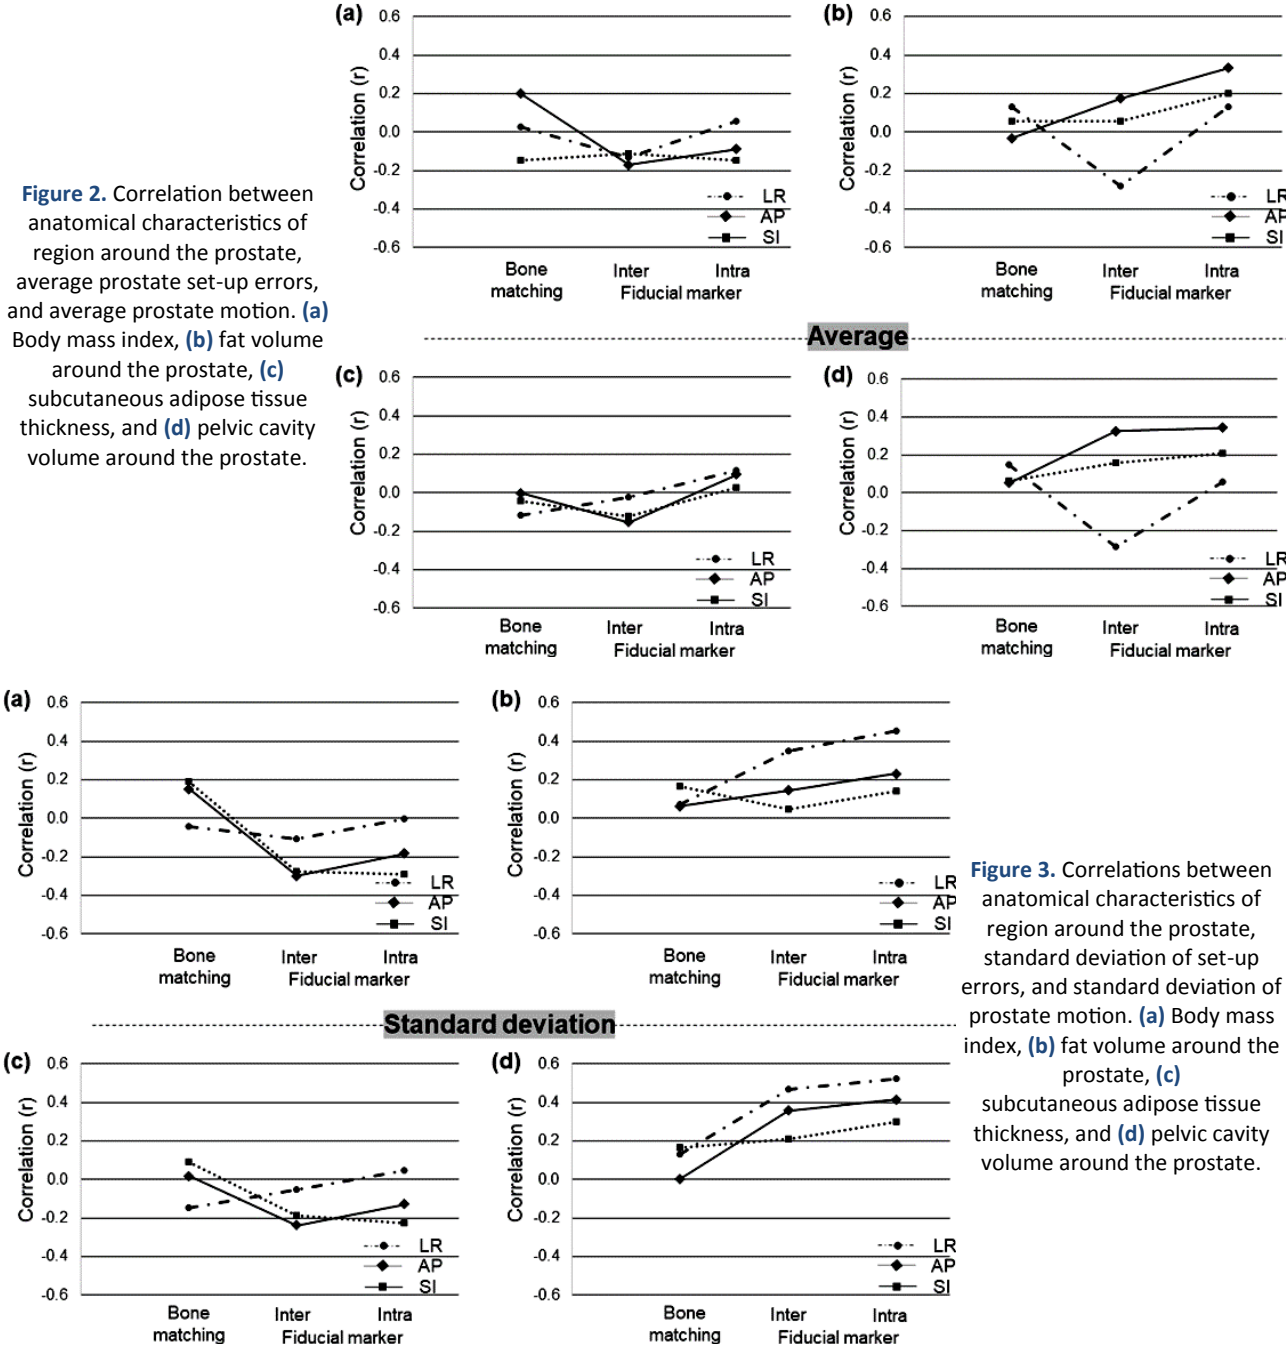 Figure 2. Correlation between
anatomical characteristics of
region around the prostate,
average prostate set-up errors,
and average prostate motion. (a)
Body mass index, (b) fat volume
around the prostate, (c)
subcutaneous adipose tissue
thickness, and (d) pelvic cavity
volume around the prostate.
(a)
Correlation (r)
0.6
0.4
0.2
0.0
-0.2
-0.4
-0.6
LR
AP
SI
Bone matching
Inter
Intra
Fiducial marker
(b)
Correlation (r)
0.6
0.4
0.2
0.0
-0.2
-0.4
-0.6
LR
AP
SI
Bone matching
Inter
Intra
Fiducial marker
Average
(c)
Correlation (r)
0.6
0.4
0.2
0.0
-0.2
-0.4
-0.6
LR
AP
SI
Bone matching
Inter
Intra
Fiducial marker
(d)
Correlation (r)
0.6
0.4
0.2
0.0
-0.2
-0.4
-0.6
LR
AP
SI
Bone matching
Inter
Intra
Fiducial marker
(a)
Correlation (r)
0.6
0.4
0.2
0.0
-0.2
-0.4
-0.6
LR
AP
SI
Bone matching
Inter
Intra
Fiducial marker
(b)
Correlation (r)
0.6
0.4
0.2
0.0
-0.2
-0.4
-0.6
LR
AP
SI
Bone matching
Inter
Intra
Fiducial marker
Standard deviation
(c)
Correlation (r)
0.6
0.4
0.2
0.0
-0.2
-0.4
-0.6
LR
AP
SI
Bone matching
Inter
Intra
Fiducial marker
(d)
Correlation (r)
0.6
0.4
0.2
0.0
-0.2
-0.4
-0.6
LR
AP
SI
Bone matching
Inter
Intra
Fiducial marker
Figure 3. Correlations between
anatomical characteristics of
region around the prostate,
standard deviation of set-up
errors, and standard deviation of
prostate motion. (a) Body mass
index, (b) fat volume around the
prostate, (c)
subcutaneous adipose tissue
thickness, and (d) pelvic cavity
volume around the prostate.